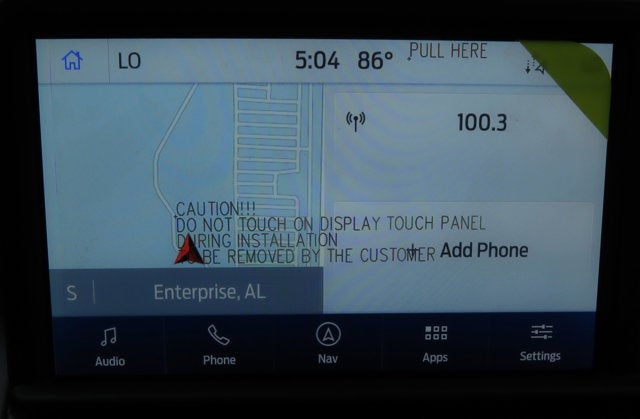 LO 5:04 86° PULL HERE
100.3
CAUTION!!!
DO NOT TOUCH ON DISPLAY TOUCH PANEL
DURING INSTALLATION
TO BE REMOVED BY THE CUSTOMER
+ Add Phone
S Enterprise, AL
Audio Phone Nav Apps Settings